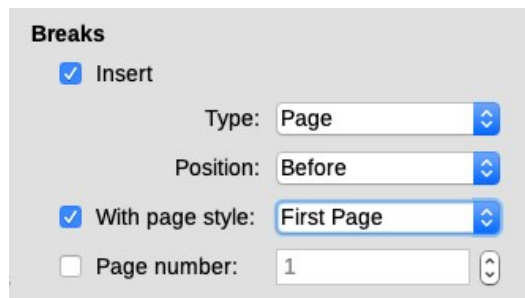 Breaks
Insert
Type: Page
Position: Before
With page style: First Page
Page number: 1